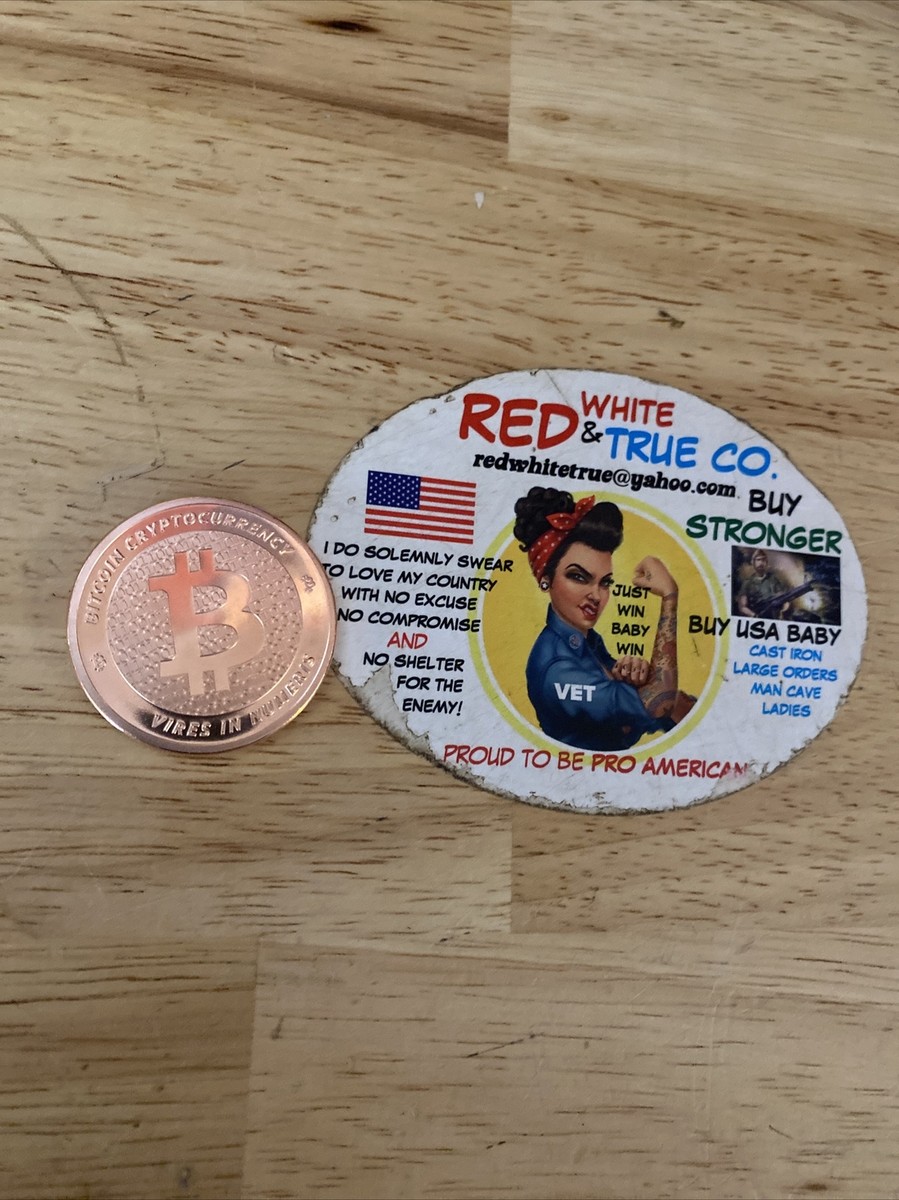 BITCOIN CRYPTOCURRENCY
B
VIRES IN NUMERIS
RED WHITE
& TRUE CO.
redwhitetrue@yahoo.com
I DO SOLEMNLY SWEAR
TO LOVE MY COUNTRY
WITH NO EXCUSE
NO COMPROMISE
AND
NO SHELTER
FOR THE
ENEMY!
JUST
WIN
BABY
WIN
VET
BUY
STRONGER
BUY USA BABY
CAST IRON
LARGE ORDERS
MAN CAVE
LADIES
PROUD TO BE PRO AMERICAN